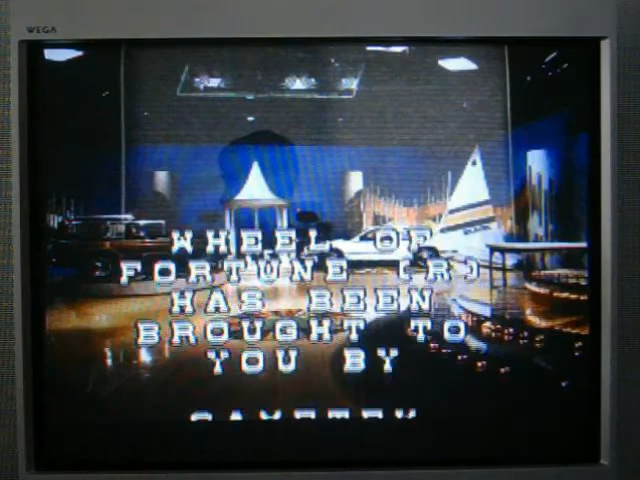 WEGA
WHEEL OF
FORTUNE (R)
HAS BEEN
BROUGHT TO
YOU BY